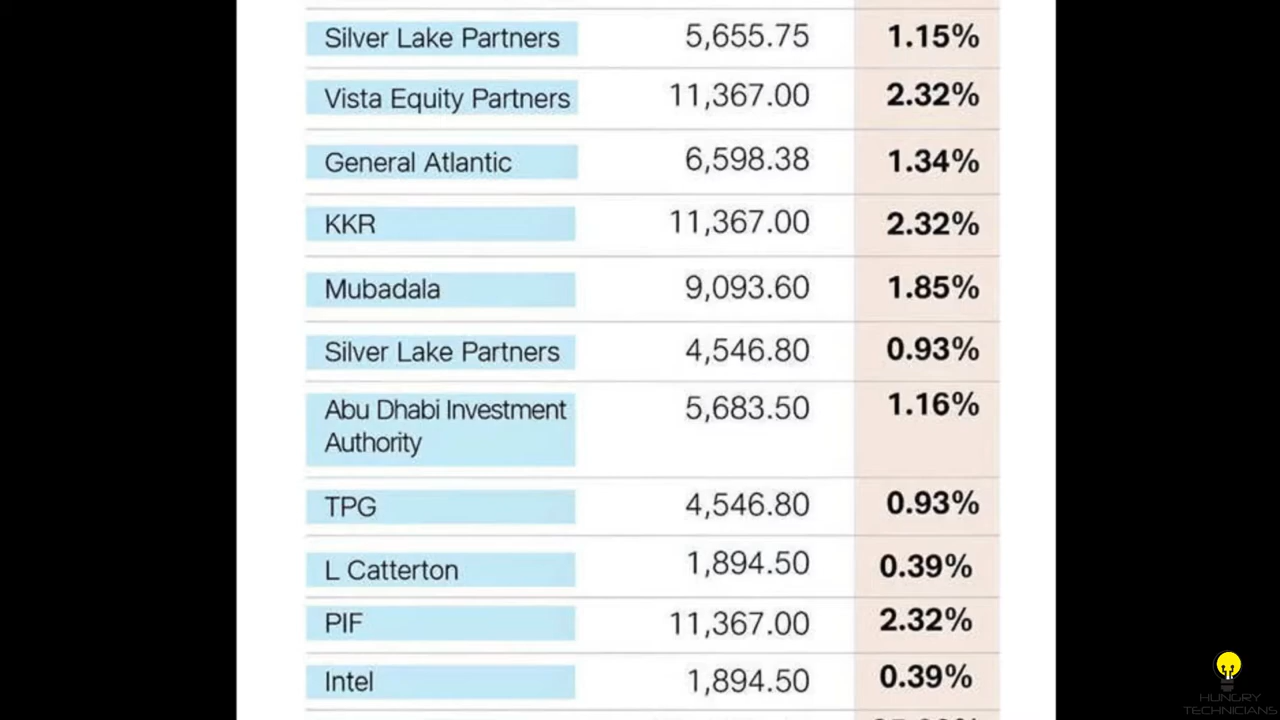 Silver Lake Partners 5,655.75 1.15%
Vista Equity Partners 11,367.00 2.32%
General Atlantic 6,598.38 1.34%
KKR 11,367.00 2.32%
Mubadala 9,093.60 1.85%
Silver Lake Partners 4,546.80 0.93%
Abu Dhabi Investment 5,683.50 1.16%
Authority
TPG 4,546.80 0.93%
L Catterton 1,894.50 0.39%
PIF 11,367.00 2.32%
Intel 1,894.50 0.39%
HUNGRY
TECHNICIANS